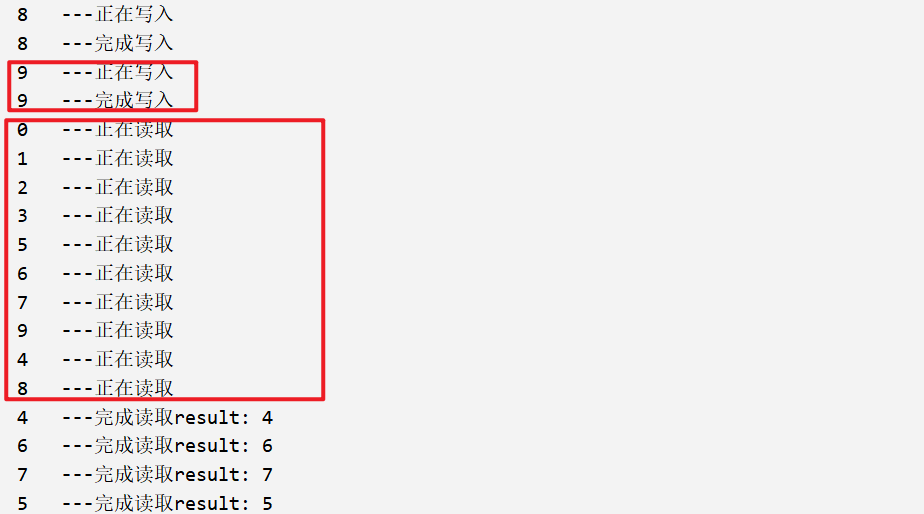 8 ---正在写入
8 ---完成写入
9 ---正在写入
9 ---完成写入
0 ---正在读取
1 ---正在读取
2 ---正在读取
3 ---正在读取
5 ---正在读取
6 ---正在读取
7 ---正在读取
9 ---正在读取
4 ---正在读取
8 ---正在读取
4 ---完成读取result: 4
6 ---完成读取result: 6
7 ---完成读取result: 7
5 ---完成读取result: 5